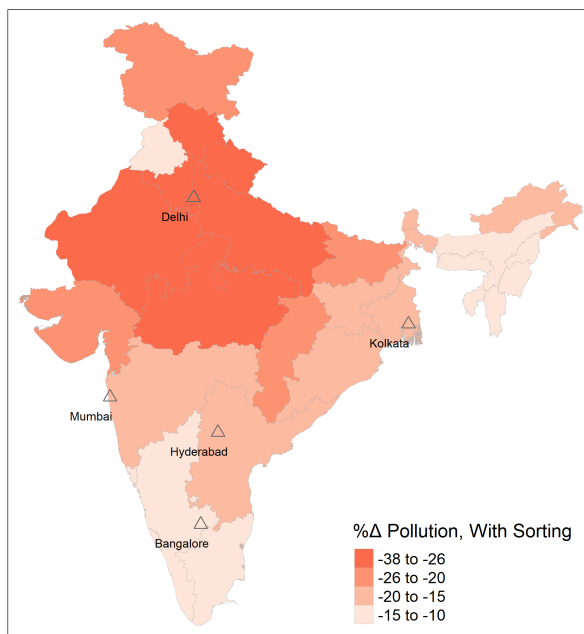 Delhi
Kolkata
Mumbai
Hyderabad
Bangalore
%Δ Pollution, With Sorting
-38 to -26
-26 to -20
-20 to -15
-15 to -10